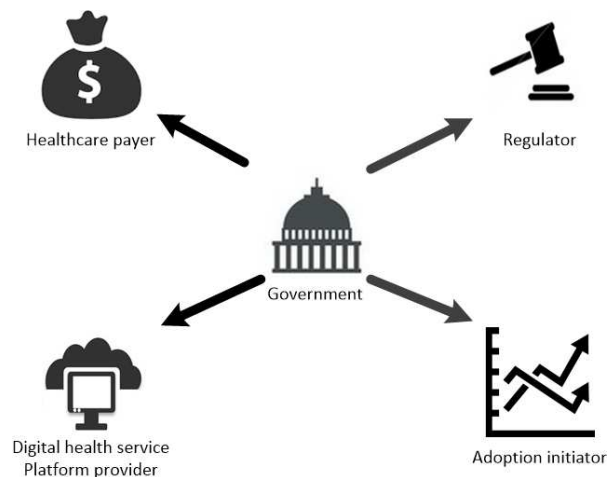 $
Healthcare payer
Regulator
Government
Digital health service
Platform provider
Adoption initiator